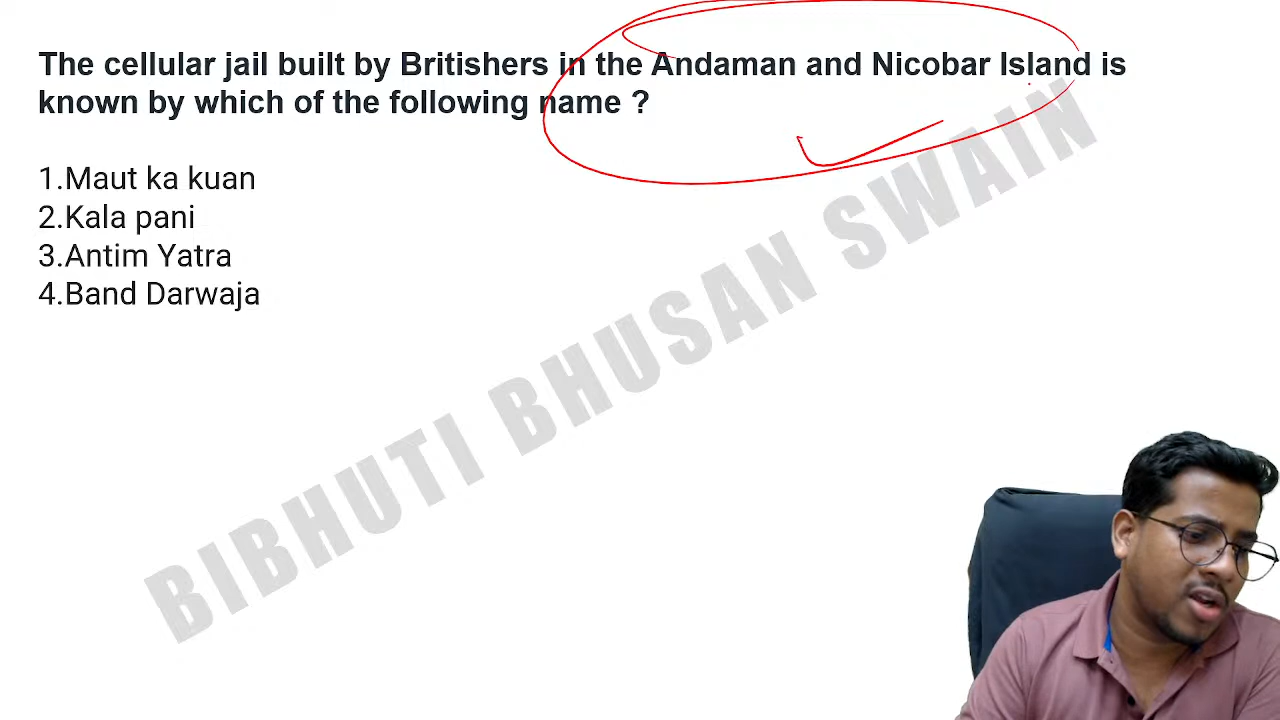 The cellular jail built by Britishers in the Andaman and Nicobar Island is
known by which of the following name ?
1.Maut ka kuan
2.Kala pani
3.Antim Yatra
4.Band Darwaja
BIBHUTI BHUSAN SWAIN